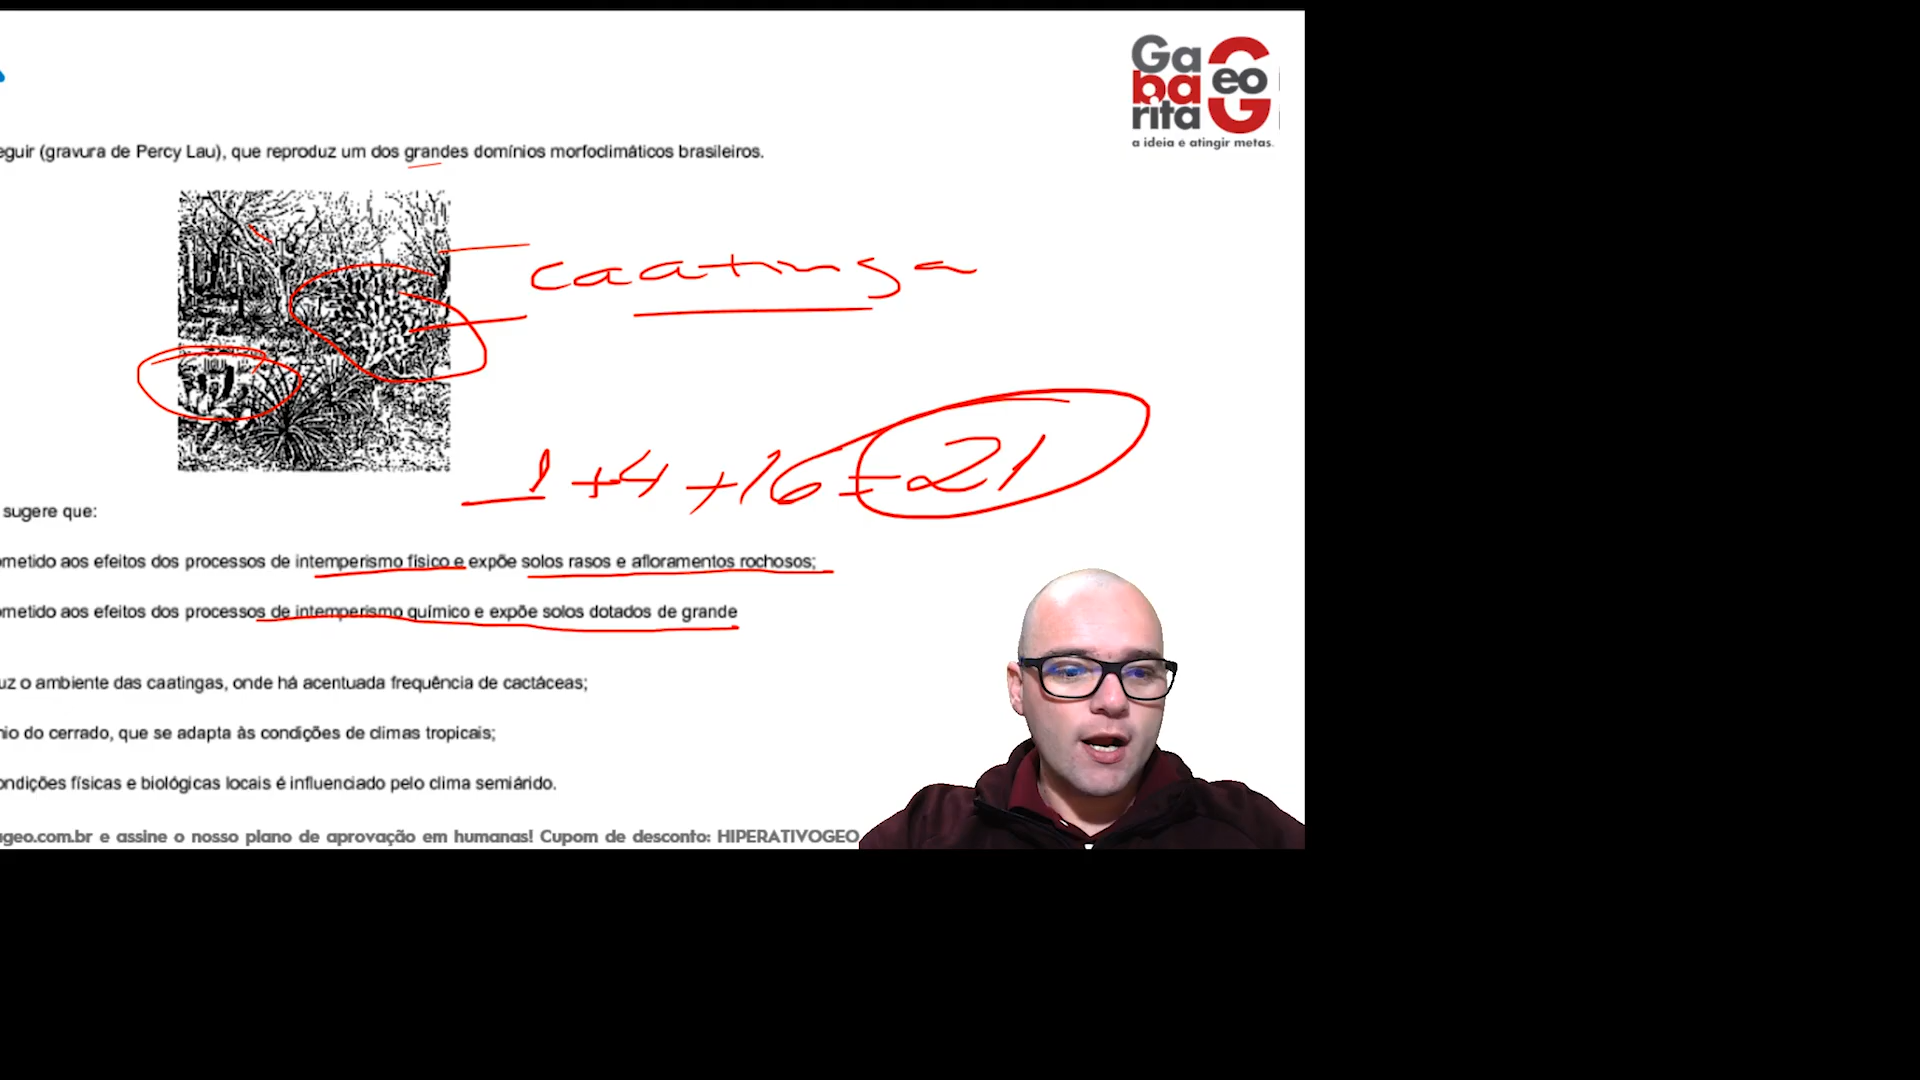 Ga
ba
rita
eo
G
a ideia e atingir metas.
eguir (gravura de Percy Lau), que reproduz um dos grandes domínios morfoclimáticos brasileiros.
caatinga
1 + 4 + 16 = 21
sugere que:
ometido aos efeitos dos processos de intemperismo físico e expõe solos rasos e afloramentos rochosos;
ometido aos efeitos dos processos de intemperismo químico e expõe solos dotados de grande
uz o ambiente das caatingas, onde há acentuada frequência de cactáceas;
nio do cerrado, que se adapta às condições de climas tropicais;
ondições físicas e biológicas locais é influenciado pelo clima semiárido.
ageo.com.br e assine o nosso plano de aprovação em humanas! Cupom de desconto: HIPERATIVOGEO